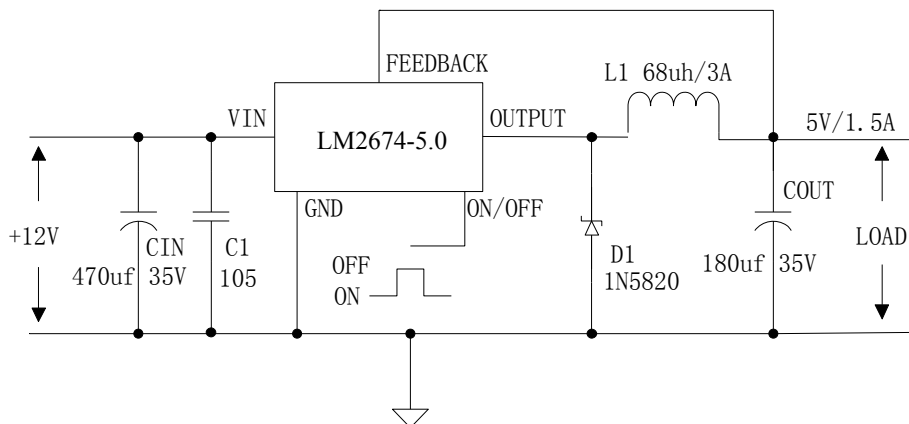 FEEDBACK
L1 68uh/3A
VIN
OUTPUT
5V/1.5A
LM2674-5.0
GND
ON/OFF
COUT
+12V
CIN
C1
470uf 35V
105
OFF
ON
D1
1N5820
180uf 35V
LOAD